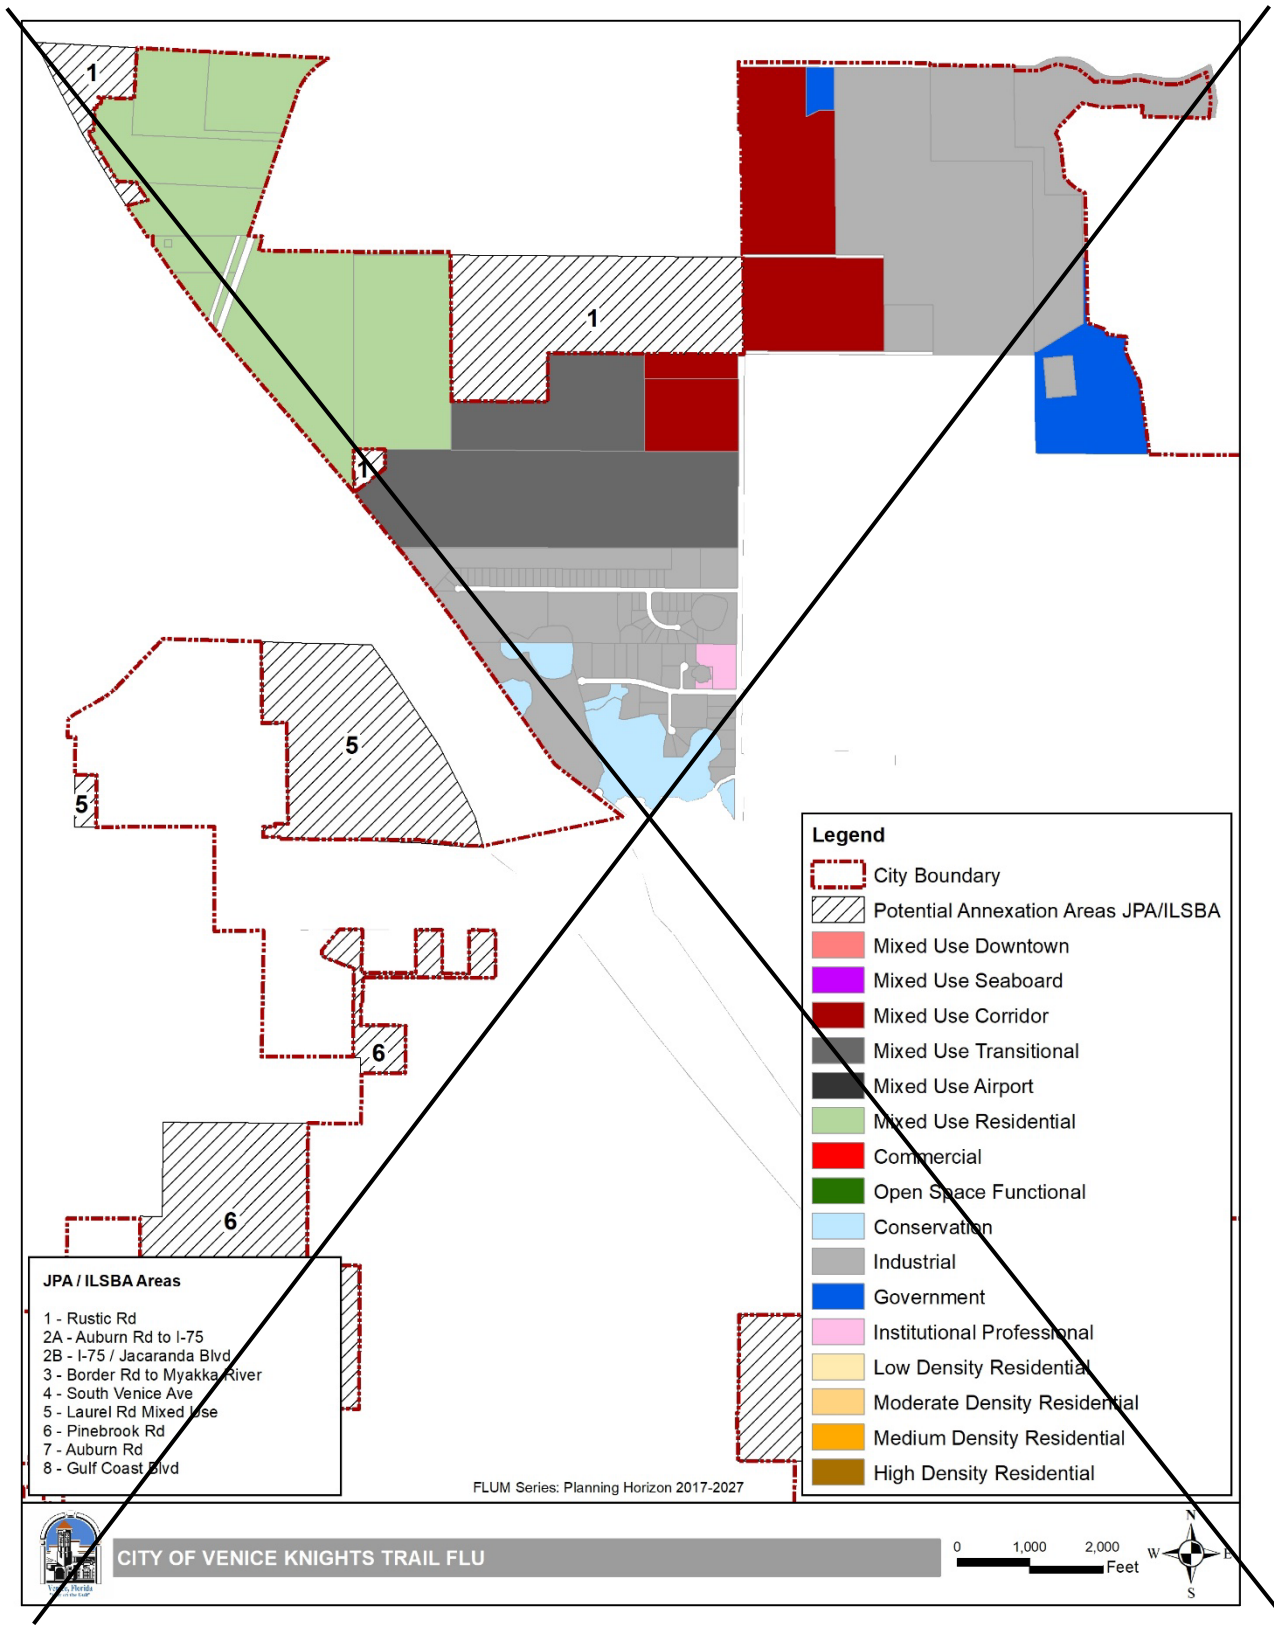 1
1
1
5
5
6
6
Legend
City Boundary
Potential Annexation Areas JPA/ILSBA
Mixed Use Downtown
Mixed Use Seaboard
Mixed Use Corridor
Mixed Use Transitional
Mixed Use Airport
Mixed Use Residential
Commercial
Open Space Functional
Conservation
Industrial
Government
Institutional Professional
Low Density Residential
Moderate Density Residential
Medium Density Residential
High Density Residential
JPA / ILSBA Areas
1 - Rustic Rd
2A - Auburn Rd to I-75
2B - I-75 / Jacaranda Blvd
3 - Border Rd to Myakka River
4 - South Venice Ave
5 - Laurel Rd Mixed Use
6 - Pinebrook Rd
7 - Auburn Rd
8 - Gulf Coast Blvd
FLUM Series: Planning Horizon 2017-2027
Venice, Florida
CITY OF VENICE KNIGHTS TRAIL FLU
0 1,000 2,000
Feet
N
W E
S